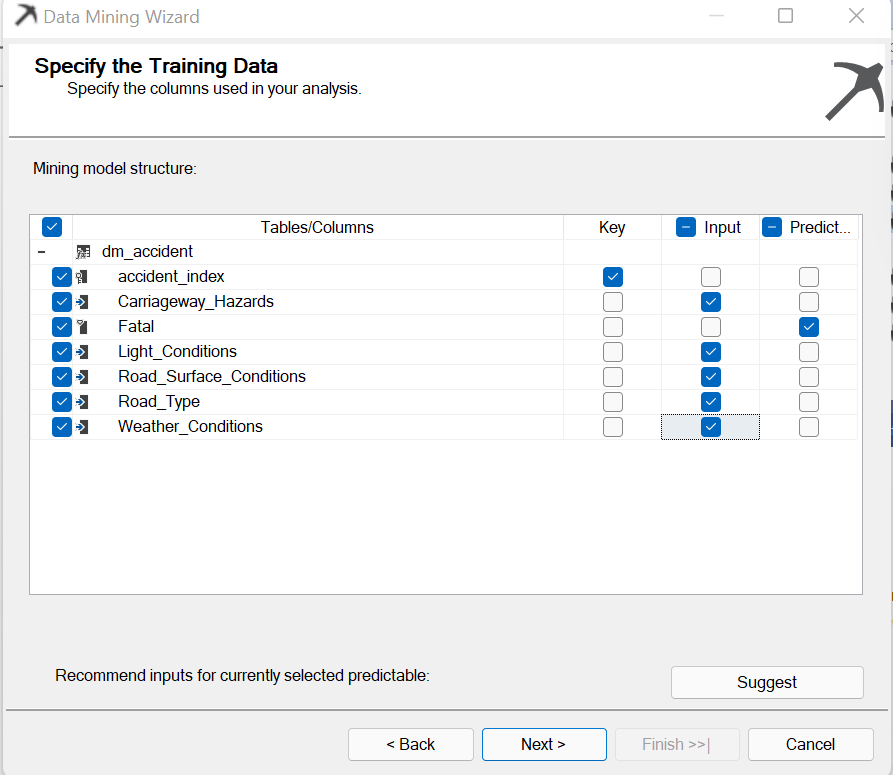 Data Mining Wizard
Specify the Training Data
Specify the columns used in your analysis.
Mining model structure:
Tables/Columns Key Input Predict...
dm_accident
accident_index
Carriageway_Hazards
Fatal
Light_Conditions
Road_Surface_Conditions
Road_Type
Weather_Conditions
Recommend inputs for currently selected predictable:
Suggest
< Back Next > Finish >>| Cancel